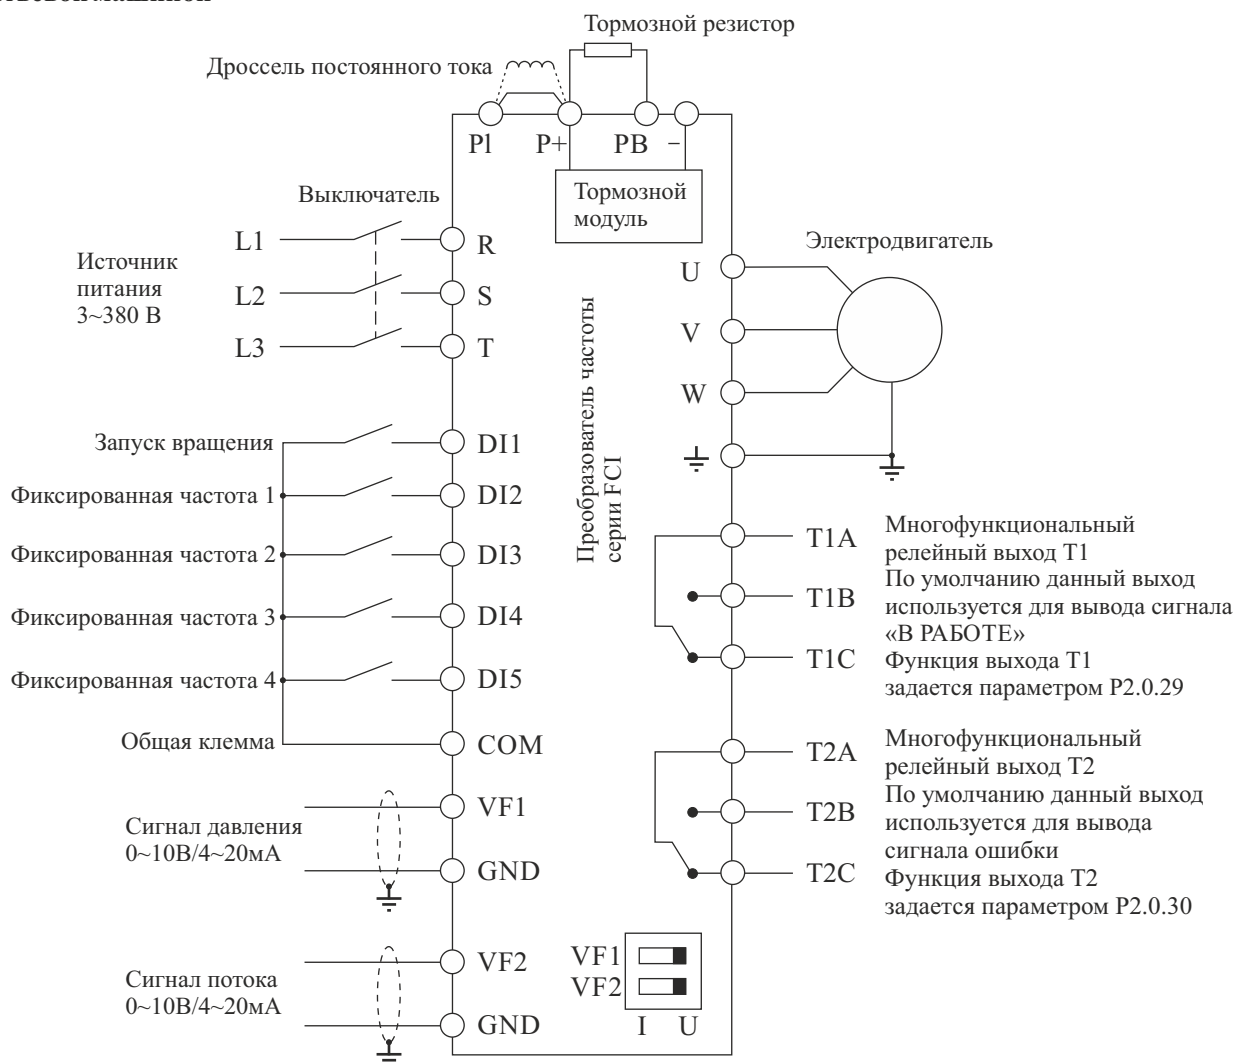 Тормозной резистор
Дроссель постоянного тока
P1
P+
PB
-
Тормозной
модуль
Выключатель
Источник
питания
3~380 В
L1
L2
L3
R
S
T
Электродвигатель
U
V
W
Преобразователь частоты
серии FCI
Запуск вращения
DI1
Фиксированная частота 1
DI2
Фиксированная частота 2
DI3
Фиксированная частота 3
DI4
Фиксированная частота 4
DI5
Общая клемма
COM
Сигнал давления
0~10В/4~20мА
VF1
GND
Сигнал потока
0~10В/4~20мА
VF2
GND
T1A
T1B
T1C
Многофункциональный
релейный выход T1
По умолчанию данный выход
используется для вывода сигнала
«В РАБОТЕ»
Функция выхода T1
задается параметром P2.0.29
T2A
T2B
T2C
Многофункциональный
релейный выход T2
По умолчанию данный выход
используется для вывода
сигнала ошибки
Функция выхода T2
задается параметром P2.0.30
VF1
VF2
I U